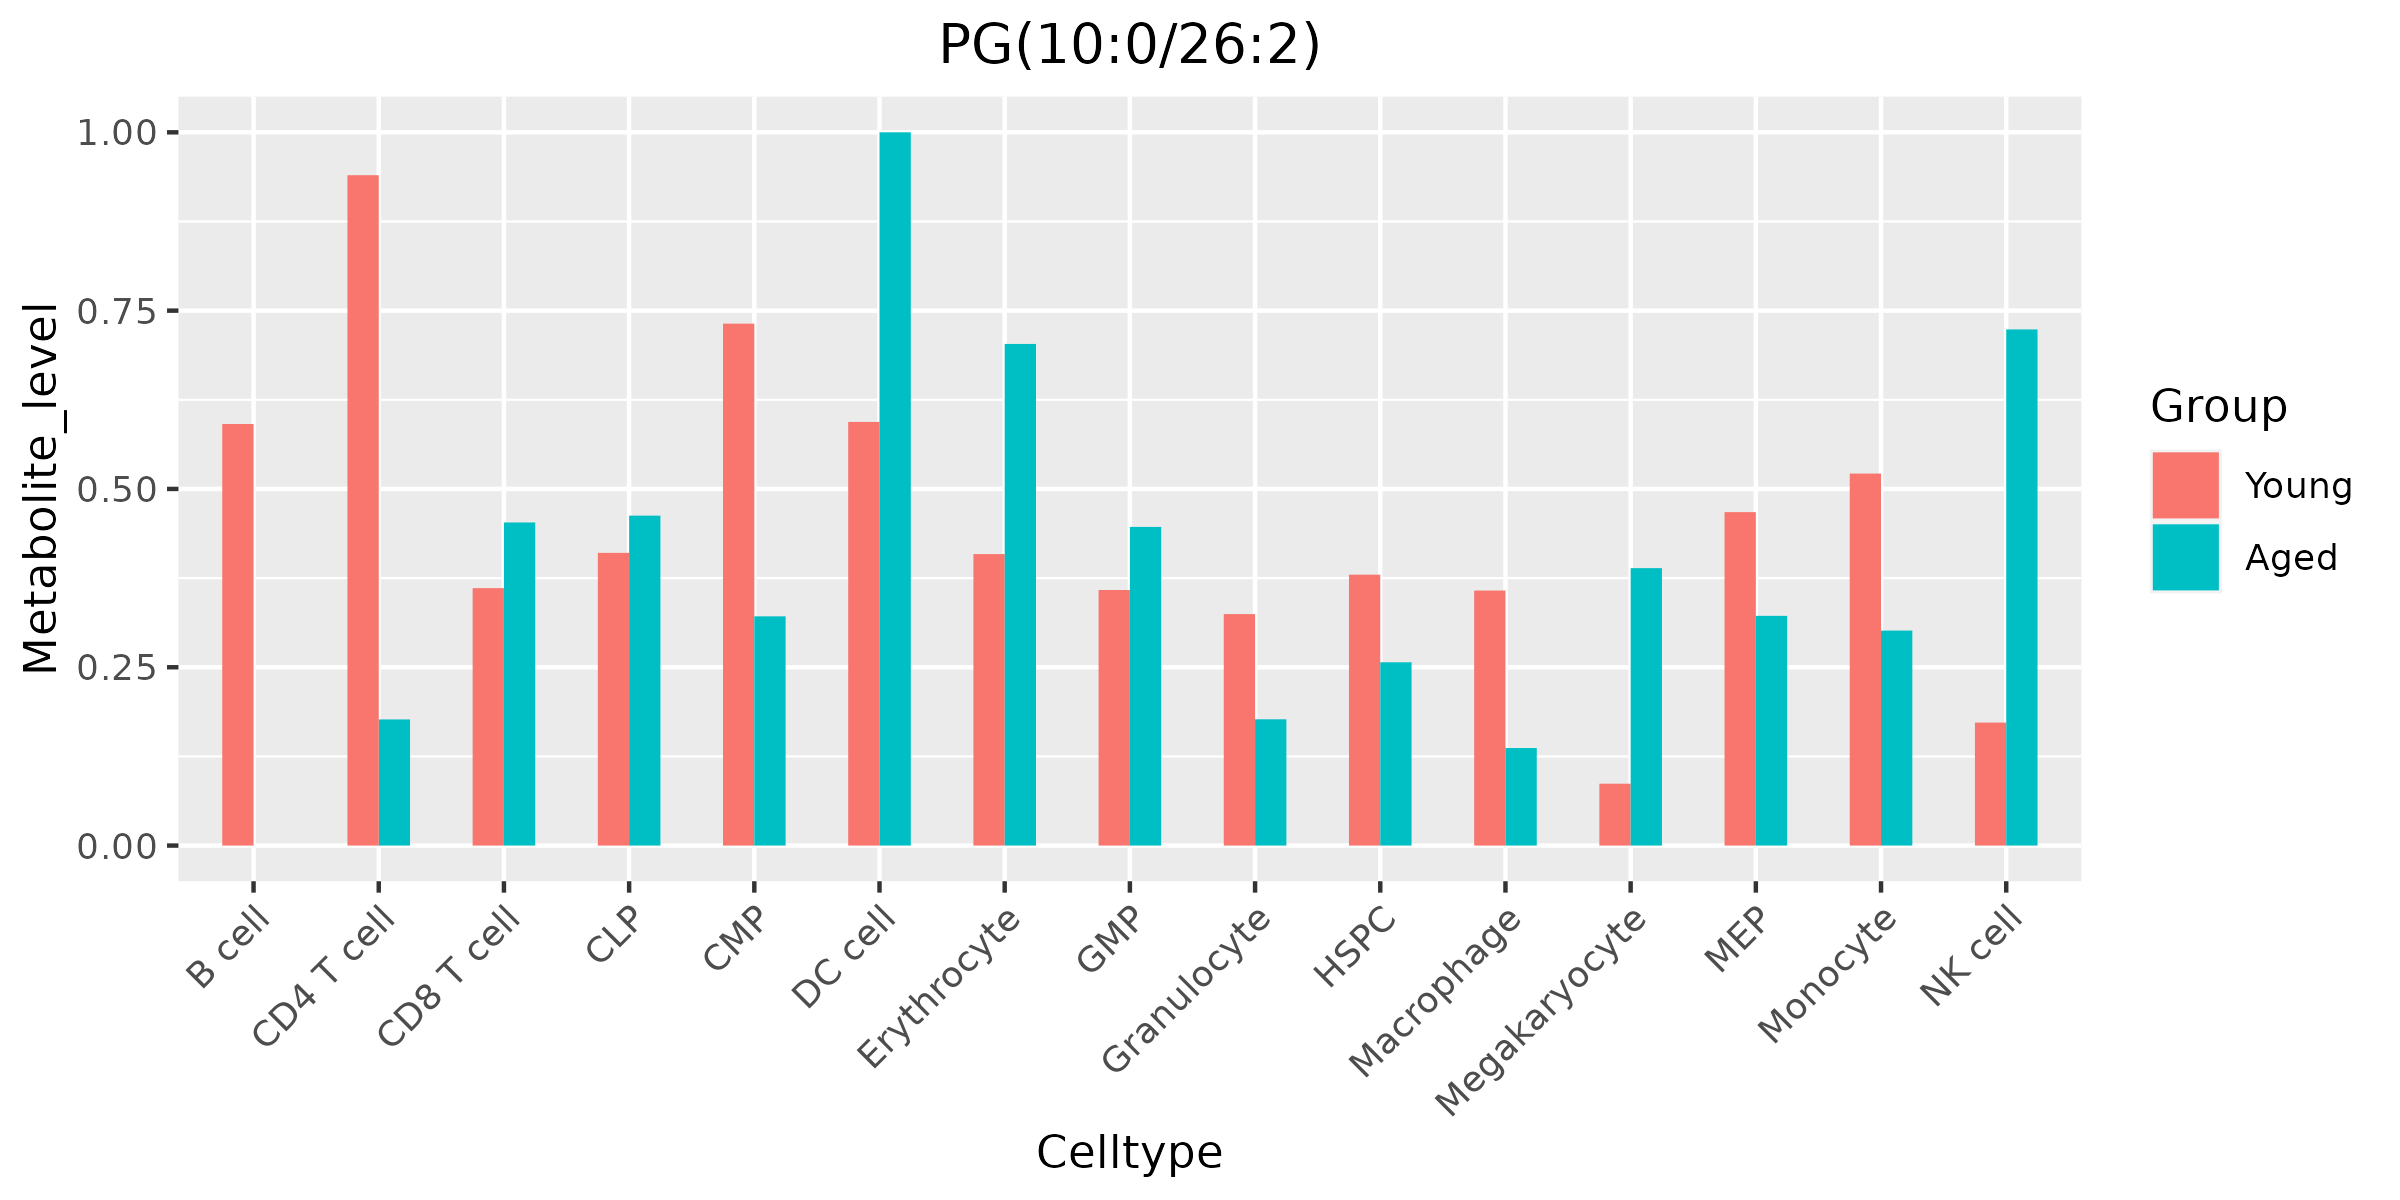 PG(10:0/26:2)
Metabolite_level
1.00
0.75
0.50
0.25
0.00
B cell
CD4 T cell
CD8 T cell
CLP
CMP
DC cell
Erythrocyte
GMP
Granulocyte
HSPC
Macrophage
Megakaryocyte
MEP
Monocyte
NK cell
Celltype
Group
Young
Aged